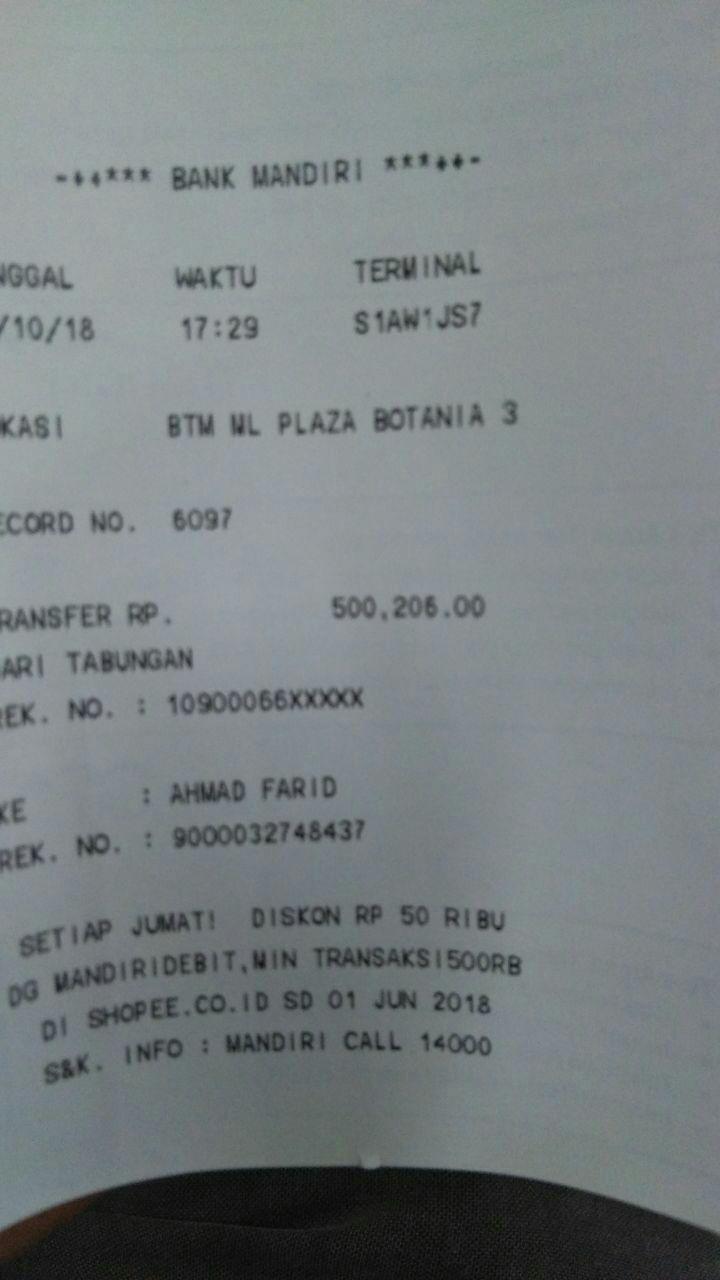 -++*** BANK MANDIRI ***++-
NGGAL WAKTU TERMINAL
/10/18 17:29 S1AW1JS7
KASI BTM ML PLAZA BOTANIA 3
ECORD NO. 6097
RANSFER RP. 500,206.00
ARI TABUNGAN
REK. NO. : 10900066XXXXX
KE : AHMAD FARID
REK. NO. : 9000032748437
SETIAP JUMAT! DISKON RP 50 RIBU
DG MANDIRIDEBIT,MIN TRANSAKSI500RB
DI SHOPEE.CO.ID SD 01 JUN 2018
S&K. INFO : MANDIRI CALL 14000